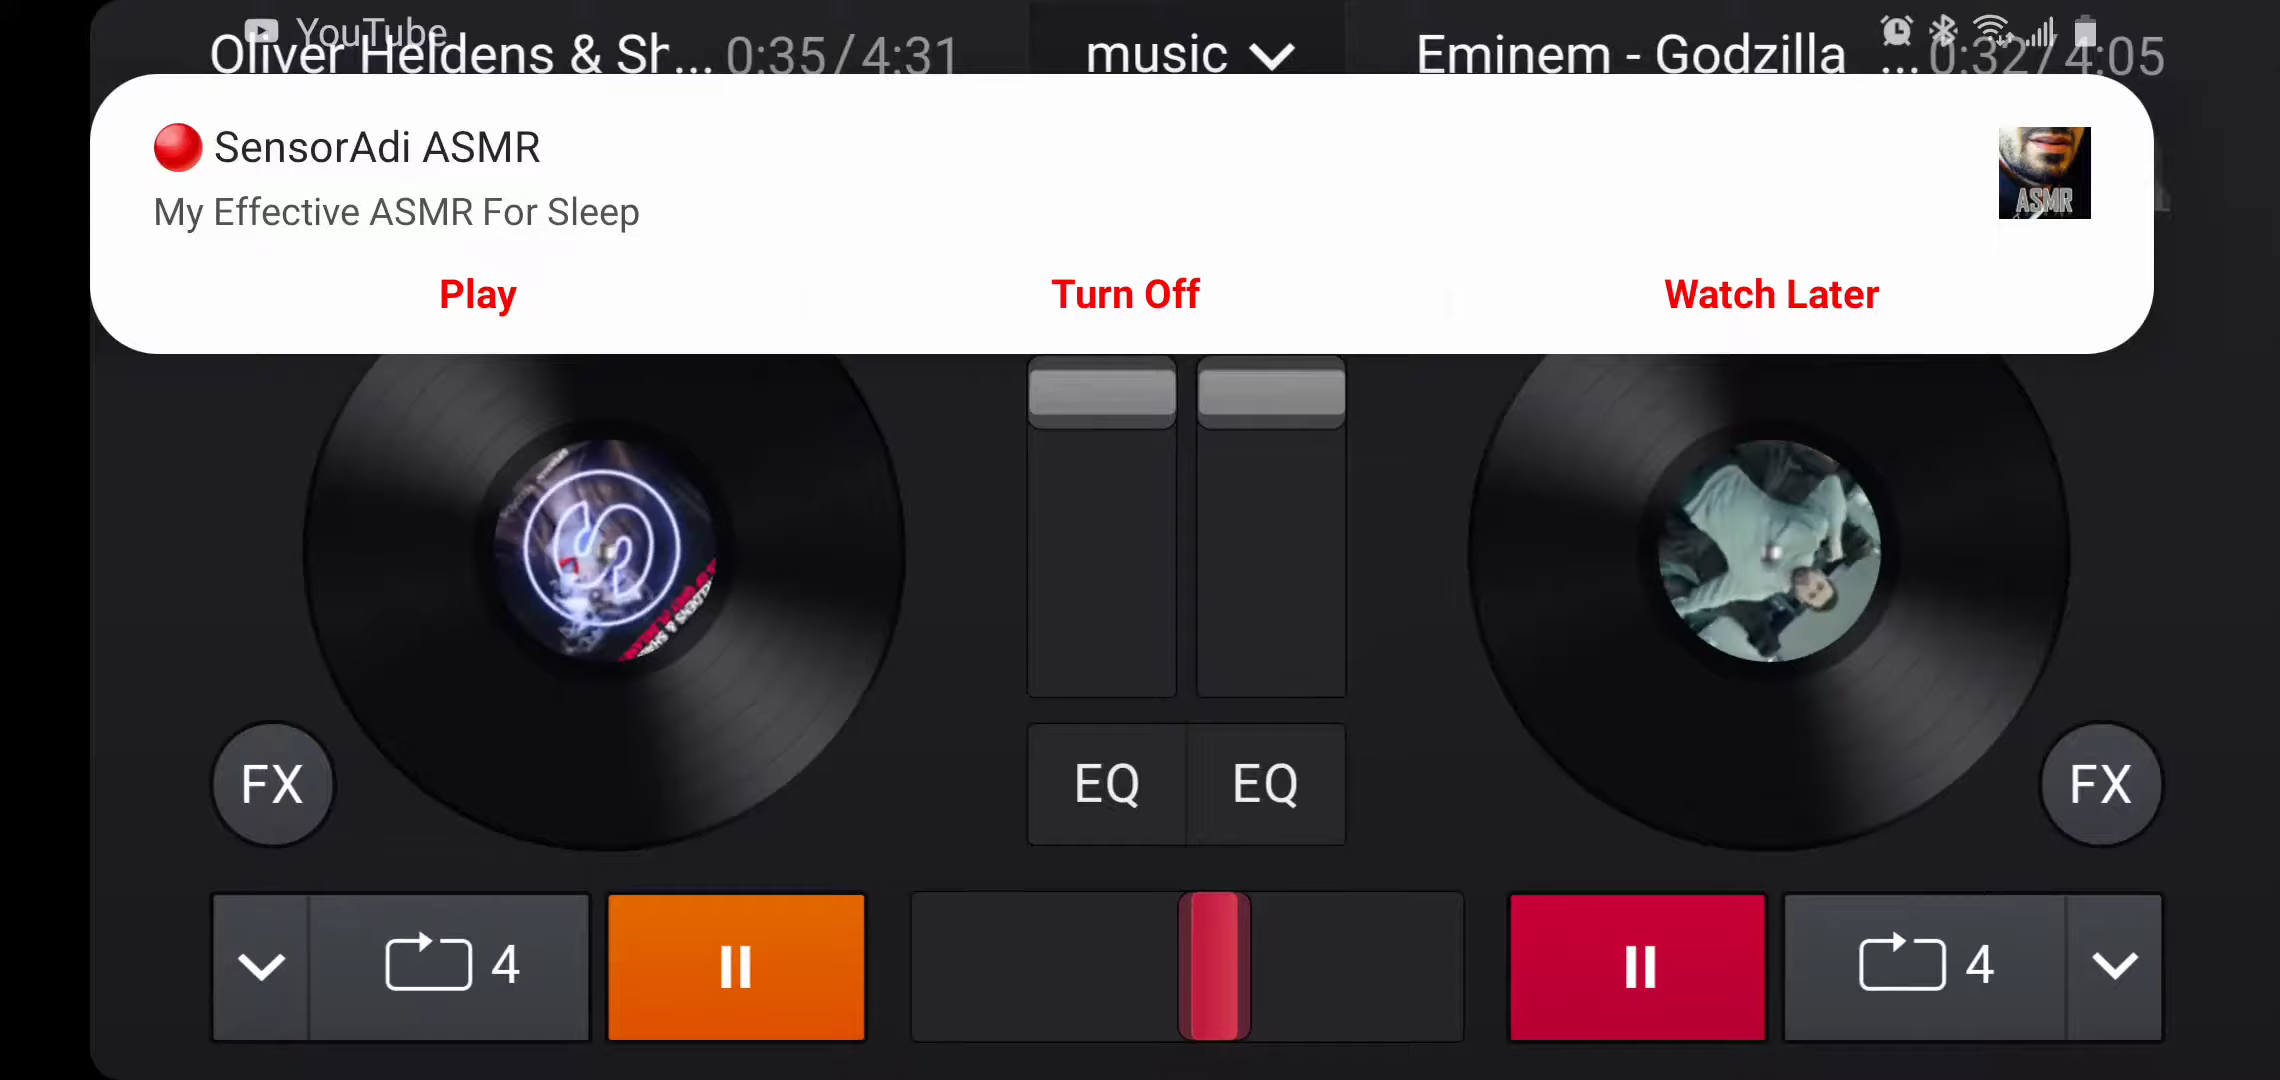 YouTube
Oliver Heldens & Sh... 0:35/4:31
music
Eminem - Godzilla ... 0:32/4:05
SensorAdi ASMR
My Effective ASMR For Sleep
ASMR
Play
Turn Off
Watch Later
FX
EQ
EQ
FX
4
4